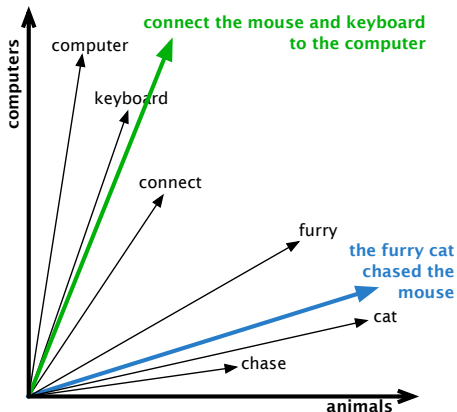 connect the mouse and keyboard
to the computer
computer
computers
keyboard
connect
furry
the furry cat
chased the
mouse
cat
chase
animals